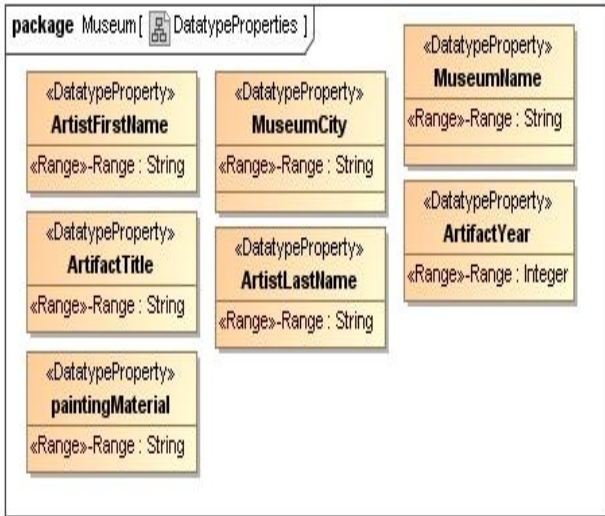 package Museum [ DatatypeProperties ]
«DatatypeProperty»
ArtistFirstName
«Range»-Range : String
«DatatypeProperty»
MuseumCity
«Range»-Range : String
«DatatypeProperty»
MuseumName
«Range»-Range : String
«DatatypeProperty»
ArtifactTitle
«Range»-Range : String
«DatatypeProperty»
ArtistLastName
«Range»-Range : String
«DatatypeProperty»
ArtifactYear
«Range»-Range : Integer
«DatatypeProperty»
paintingMaterial
«Range»-Range : String